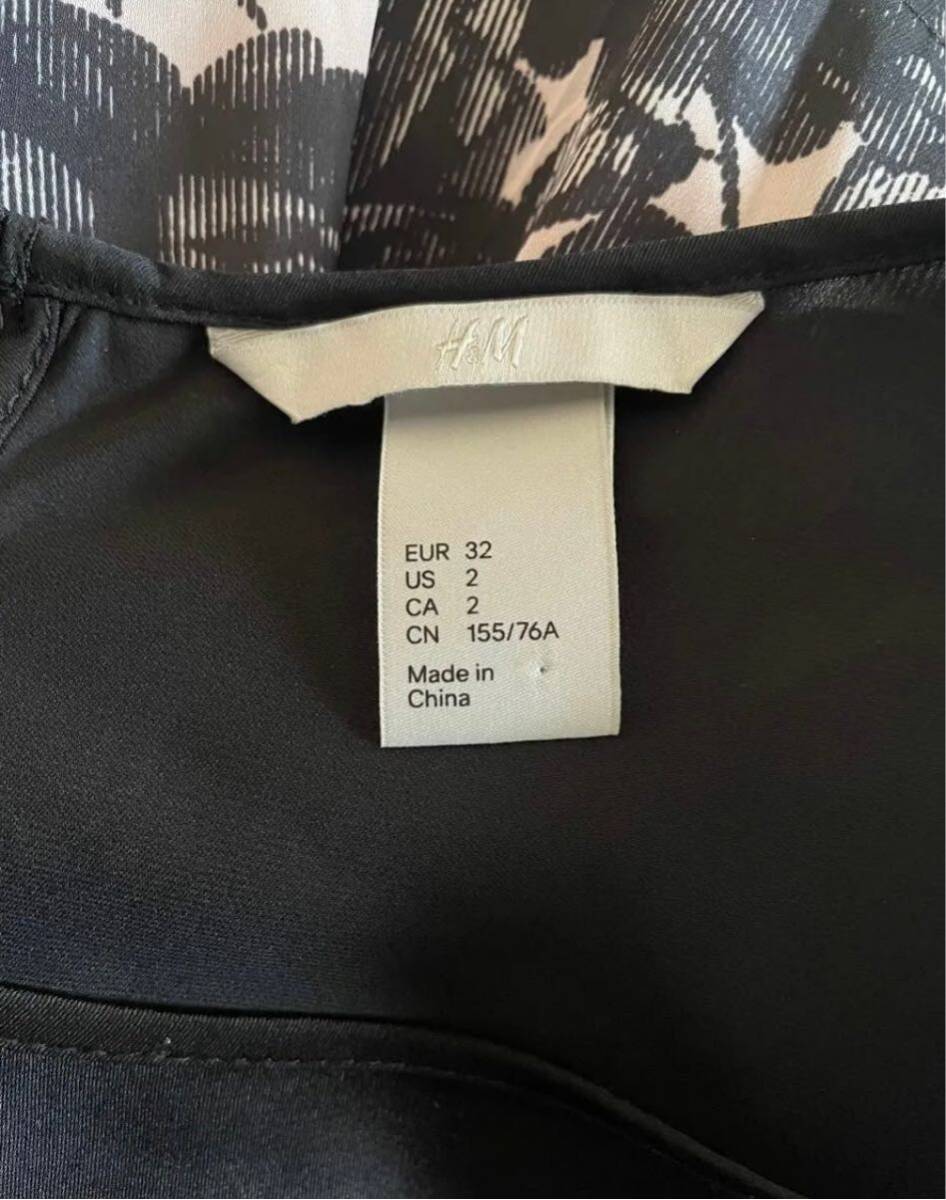 H&M
EUR 32
US 2
CA 2
CN 155/76A
Made in
China